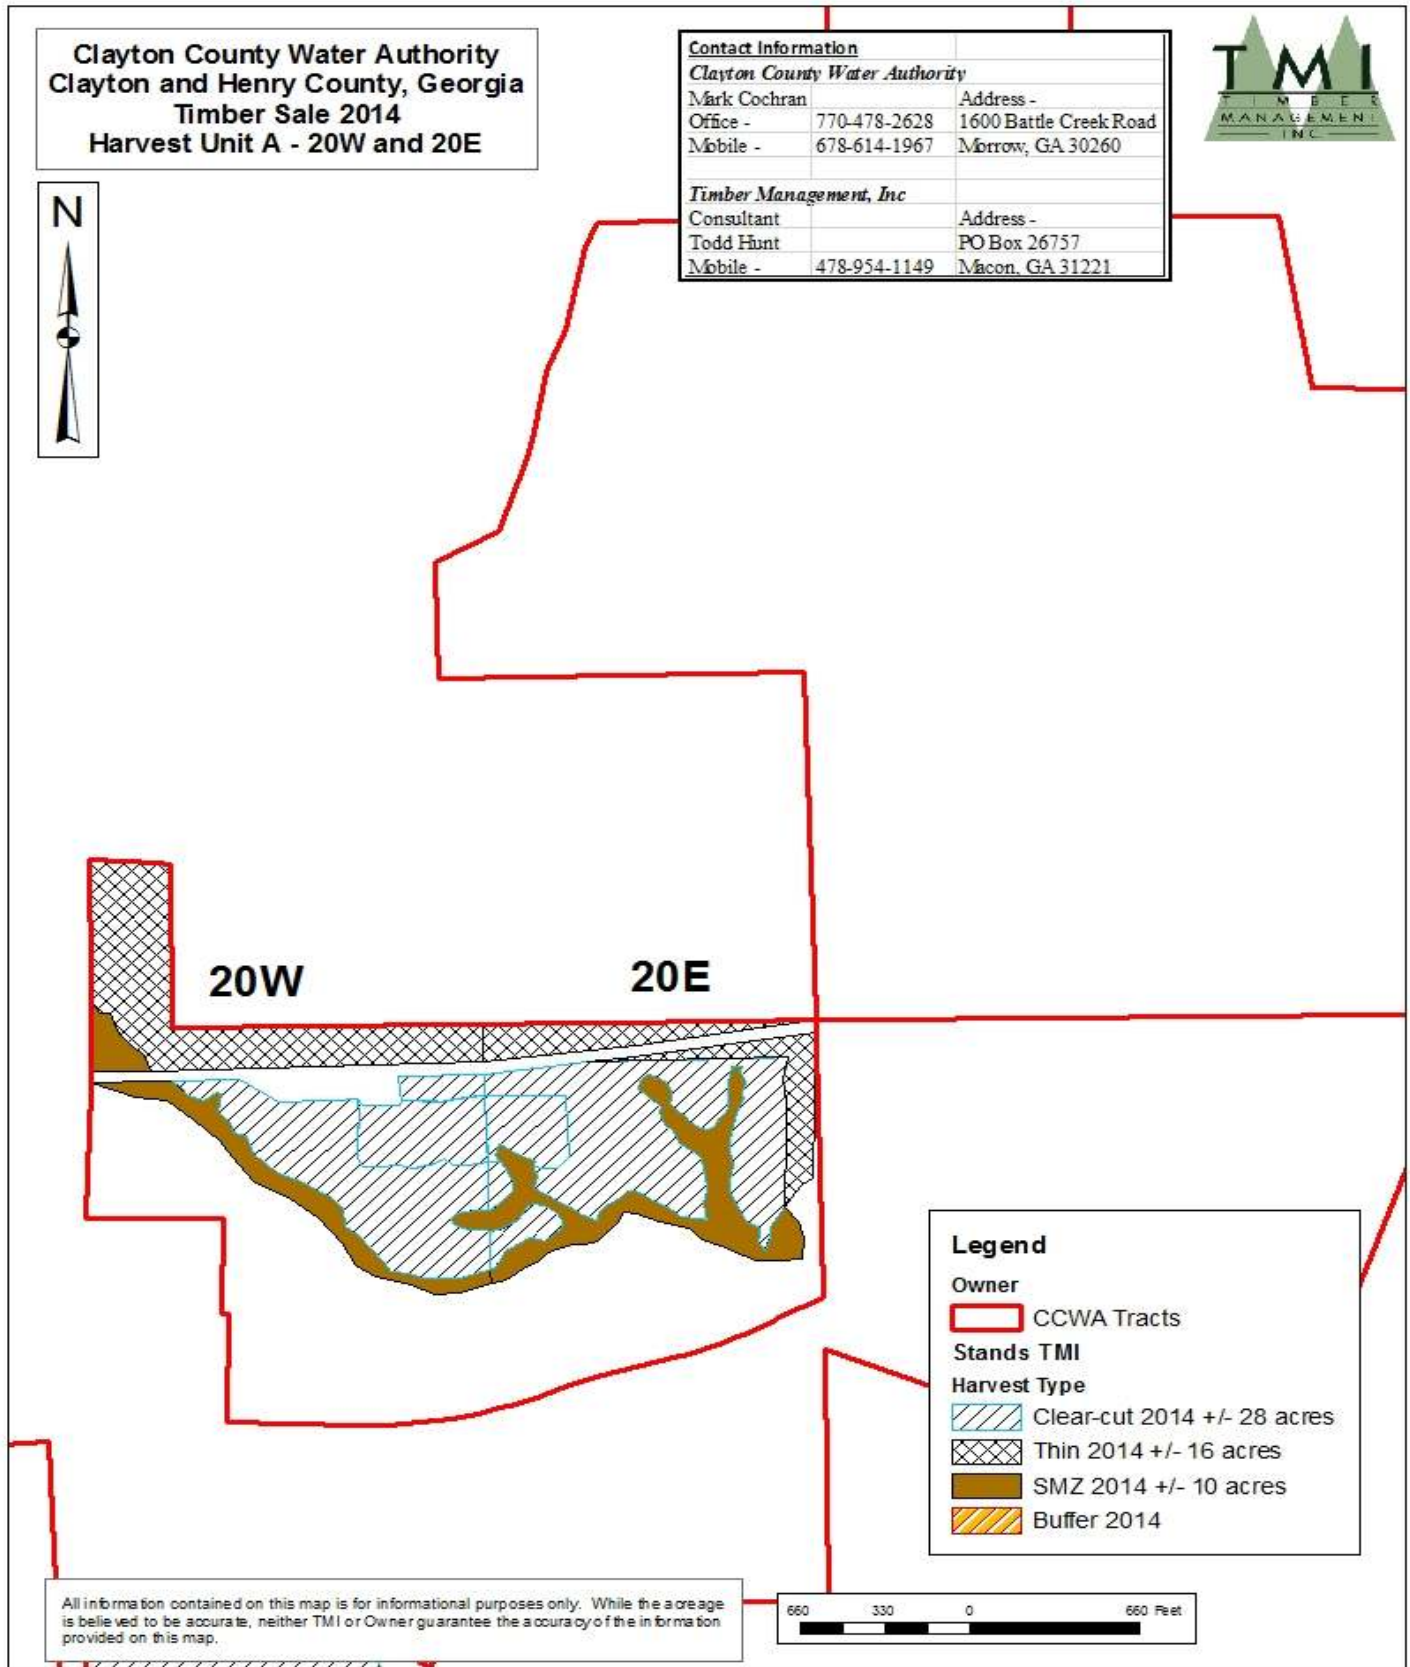 Clayton County Water Authority
Clayton and Henry County, Georgia
Timber Sale 2014
Harvest Unit A - 20W and 20E
Contact Information
Clayton County Water Authority
Mark Cochran Address -
Office - 770-478-2628 1600 Battle Creek Road
Mobile - 678-614-1967 Morrow, GA 30260
Timber Management, Inc
Consultant Address -
Todd Hunt PO Box 26757
Mobile - 478-954-1149 Macon, GA 31221
TMI
TIMBER
MANAGEMENT
INC.
N
20W 20E
Legend
Owner
CCWA Tracts
Stands TMI
Harvest Type
Clear-cut 2014 +/- 28 acres
Thin 2014 +/- 16 acres
SMZ 2014 +/- 10 acres
Buffer 2014
All information contained on this map is for informational purposes only. While the acreage
is believed to be accurate, neither TMI or Owner guarantee the accuracy of the information
provided on this map.
660 330 0 660 Feet